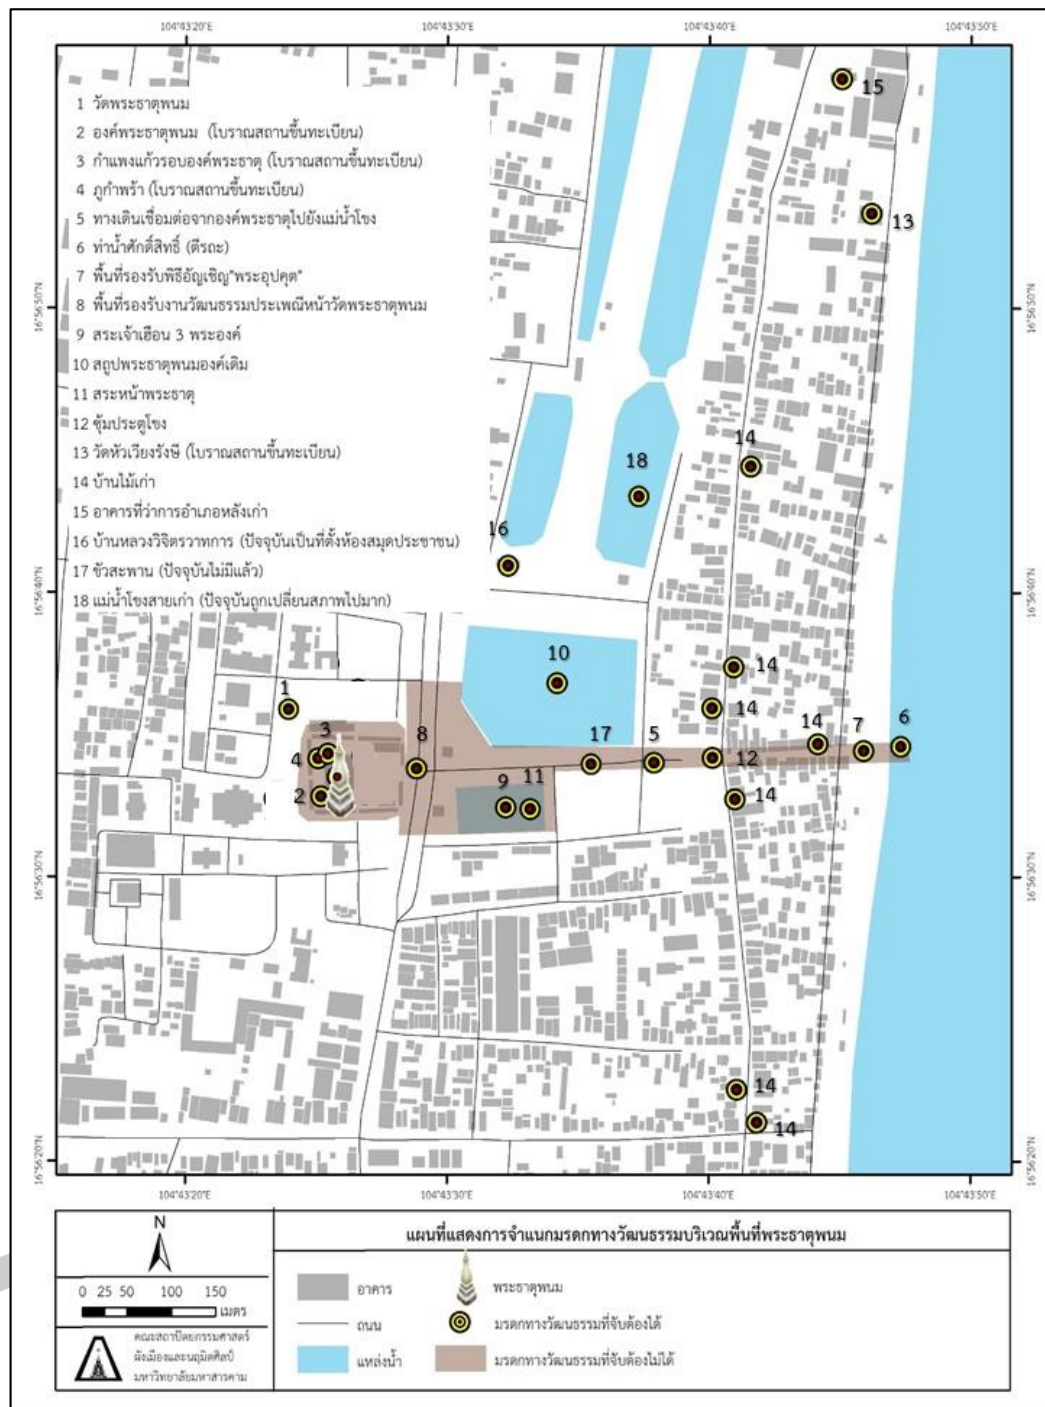 104°43'20"E 104°43'30"E 104°43'40"E 104°43'50"E
1 วัดพระธาตุพนม
2 องค์พระธาตุพนม (โบราณสถานขึ้นทะเบียน)
3 กำแพงแก้วรอบองค์พระธาตุ (โบราณสถานขึ้นทะเบียน)
4 ภูกำพร้า (โบราณสถานขึ้นทะเบียน)
5 ทางเดินเชื่อมต่อจากองค์พระธาตุไปยังแม่น้ำโขง
6 ท่าน้ำศักดิ์สิทธิ์ (ตีรถะ)
7 พื้นที่รองรับพิธีอัญเชิญ"พระอุปคุต"
8 พื้นที่รองรับงานวัฒนธรรมประเพณีหน้าวัดพระธาตุพนม
9 สระเจ้าเฮือน 3 พระองค์
10 สถูปพระธาตุพนมองค์เดิม
11 สระหน้าพระธาตุ
12 ซุ้มประตูโขง
13 วัดหัวเวียงรังษี (โบราณสถานขึ้นทะเบียน)
14 บ้านไม้เก่า
15 อาคารที่ว่าการอำเภอหลังเก่า
16 บ้านหลวงวิจิตรวาทการ (ปัจจุบันเป็นที่ตั้งห้องสมุดประชาชน)
17 ขัวสะพาน (ปัจจุบันไม่มีแล้ว)
18 แม่น้ำโขงสายเก่า (ปัจจุบันถูกเปลี่ยนสภาพไปมาก)
15
13
16°56'50"N 16°56'50"N
14
18
16
16°56'40"N 16°56'40"N
10 14
1 14
3 8 17 5 14 7 6
4 12
2 9 11 14
16°56'30"N 16°56'30"N
14
14
16°56'20"N 16°56'20"N
104°43'20"E 104°43'30"E 104°43'40"E 104°43'50"E
N
0 25 50 100 150
เมตร
คณะสถาปัตยกรรมศาสตร์
ผังเมืองและนฤมิตศิลป์
มหาวิทยาลัยมหาสารคาม
แผนที่แสดงการจำแนกมรดกทางวัฒนธรรมบริเวณพื้นที่พระธาตุพนม
อาคาร พระธาตุพนม
ถนน มรดกทางวัฒนธรรมที่จับต้องได้
แหล่งน้ำ มรดกทางวัฒนธรรมที่จับต้องไม่ได้